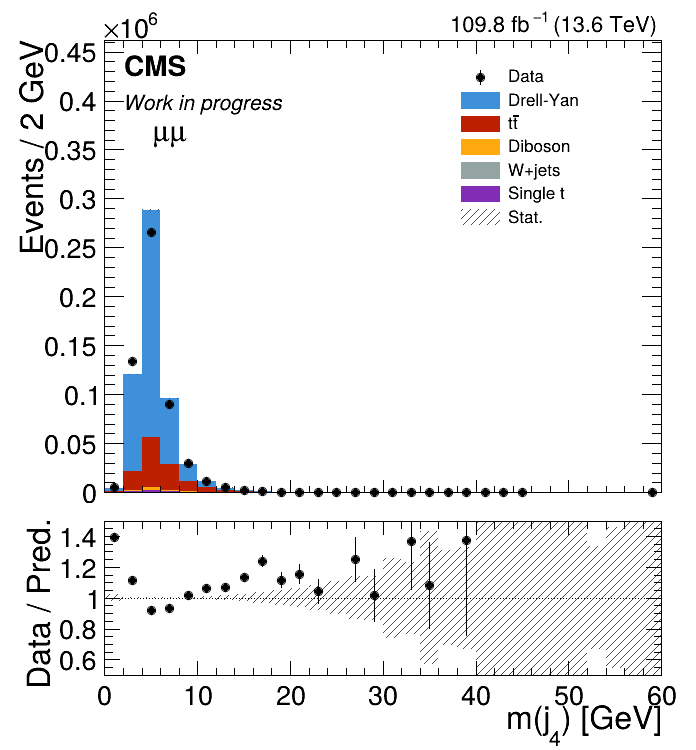 ×10⁶
109.8 fb⁻¹ (13.6 TeV)
CMS
Work in progress
μμ
Events / 2 GeV
0.45
0.4
0.35
0.3
0.25
0.2
0.15
0.1
0.05
0
Data
Drell-Yan
tt̄
Diboson
W+jets
Single t
Stat.
Data / Pred.
1.4
1.2
1
0.8
0.6
0 10 20 30 40 50 60
m(j₄) [GeV]